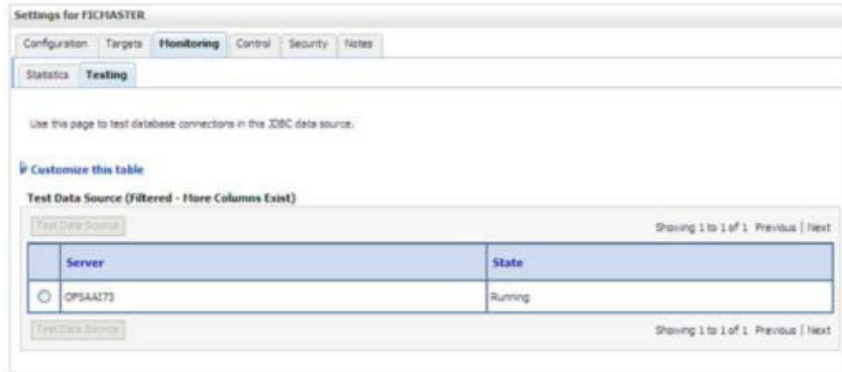 Settings for FICMASTER
Configuration Targets Monitoring Control Security Notes
Statistics Testing
Use this page to test database connections in this JDBC data source.
Customize this table
Test Data Source (Filtered - More Columns Exist)
Test Data Source Showing 1 to 1 of 1 Previous | Next
Server State
OFSAAI73 Running
Test Data Source Showing 1 to 1 of 1 Previous | Next